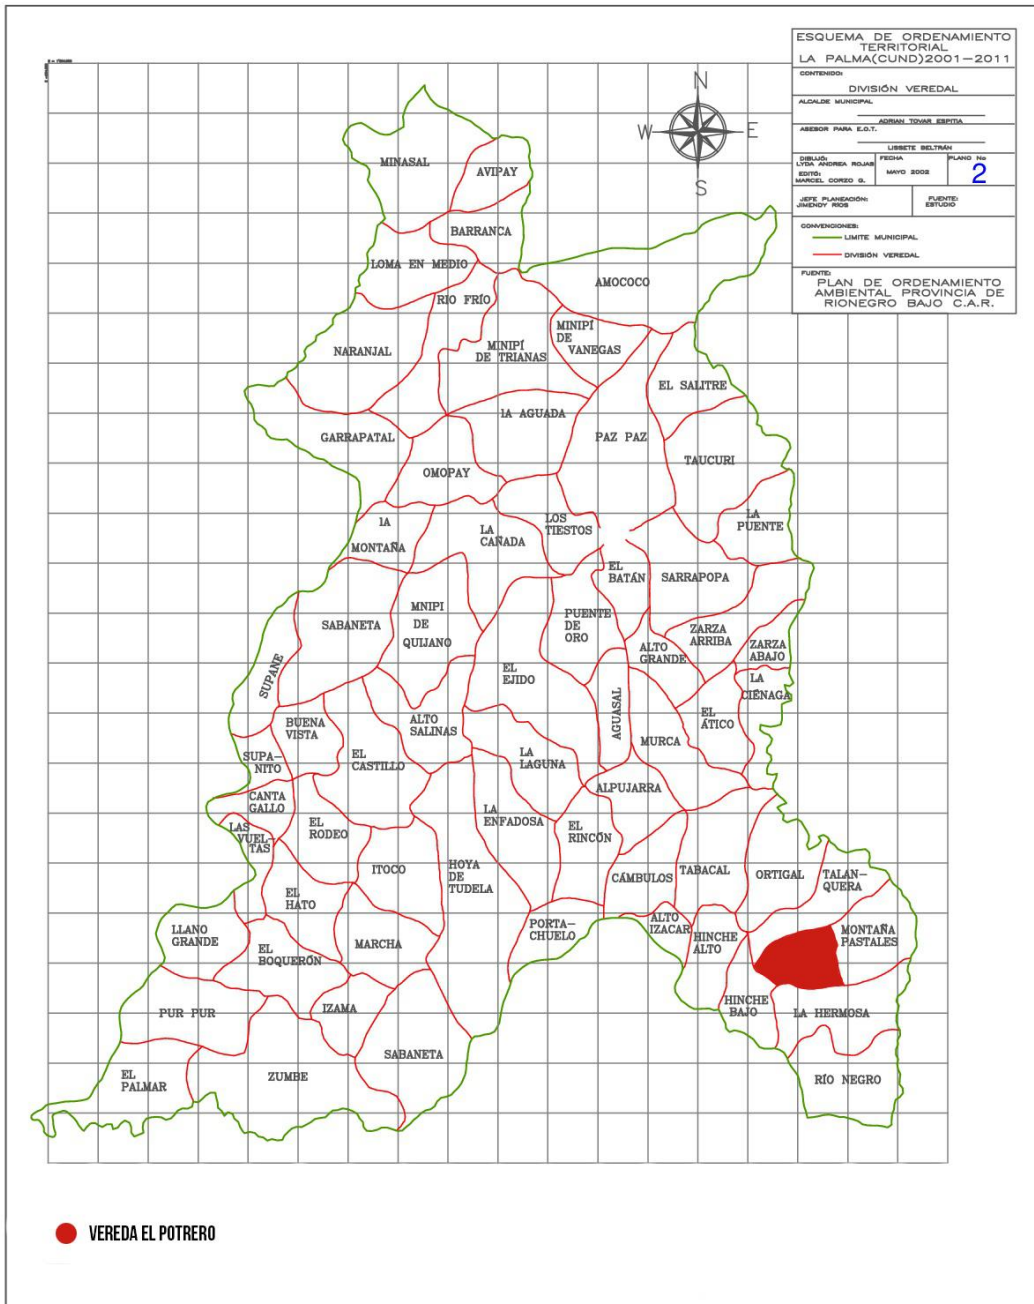 ESQUEMA DE ORDENAMIENTO
TERRITORIAL
LA PALMA(CUND)2001-2011
CONTENIDO:
DIVISIÓN VEREDAL
ALCALDE MUNICIPAL
ADRIAN TOVAR ESPITIA
ASESOR PARA E.O.T.
LISSETE BELTRÁN
DIBUJO:
LYDA ANDREA ROJAS
EDITÓ:
MARCEL CORZO G.
FECHA
MAYO 2002
PLANO No
2
JEFE PLANEACIÓN:
JIMENDY RIOS
FUENTE:
ESTUDIO
CONVENCIONES:
LIMITE MUNICIPAL
DIVISIÓN VEREDAL
FUENTE:
PLAN DE ORDENAMIENTO
AMBIENTAL PROVINCIA DE
RIONEGRO BAJO C.A.R.
N
W
E
S
MINASAL
AVIPAY
BARRANCA
LOMA EN MEDIO
AMOCOCO
RIO FRÍO
NARANJAL
MINIPÍ
DE TRIANAS
MINIPÍ
DE
VANEGAS
EL SALITRE
1A AGUADA
GARRAPATAL
PAZ PAZ
TAUCURI
OMOPAY
1A
MONTAÑA
LA
CAÑADA
LOS
TIESTOS
LA
PUENTE
EL
BATÁN
SARRAPOPA
SABANETA
MNIPI
DE
QUIJANO
PUENTE
DE
ORO
ZARZA
ARRIBA
ALTO
GRANDE
ZARZA
ABAJO
SUPANE
EL
EJIDO
LA
CIÉNAGA
AGUASAL
BUENA
VISTA
ALTO
SALINAS
EL
ÁTICO
MURCA
SUPA-
NITO
EL
CASTILLO
LA
LAGUNA
ALPUJARRA
CANTA
GALLO
LAS
VUEL-
TAS
EL
RODEO
LA
ENFADOSA
EL
RINCÓN
ITOCO
HOYA
DE
TUDELA
CÁMBULOS
TABACAL
ORTIGAL
TALAN-
QUERA
EL
HATO
LLANO
GRANDE
EL
BOQUERÓN
MARCHA
PORTA-
CHUELO
ALTO
IZACAR
HINCHE
ALTO
MONTAÑA
PASTALES
PUR PUR
IZAMA
HINCHE
BAJO
LA HERMOSA
SABANETA
EL
PALMAR
ZUMBE
RÍO NEGRO
VEREDA EL POTRERO